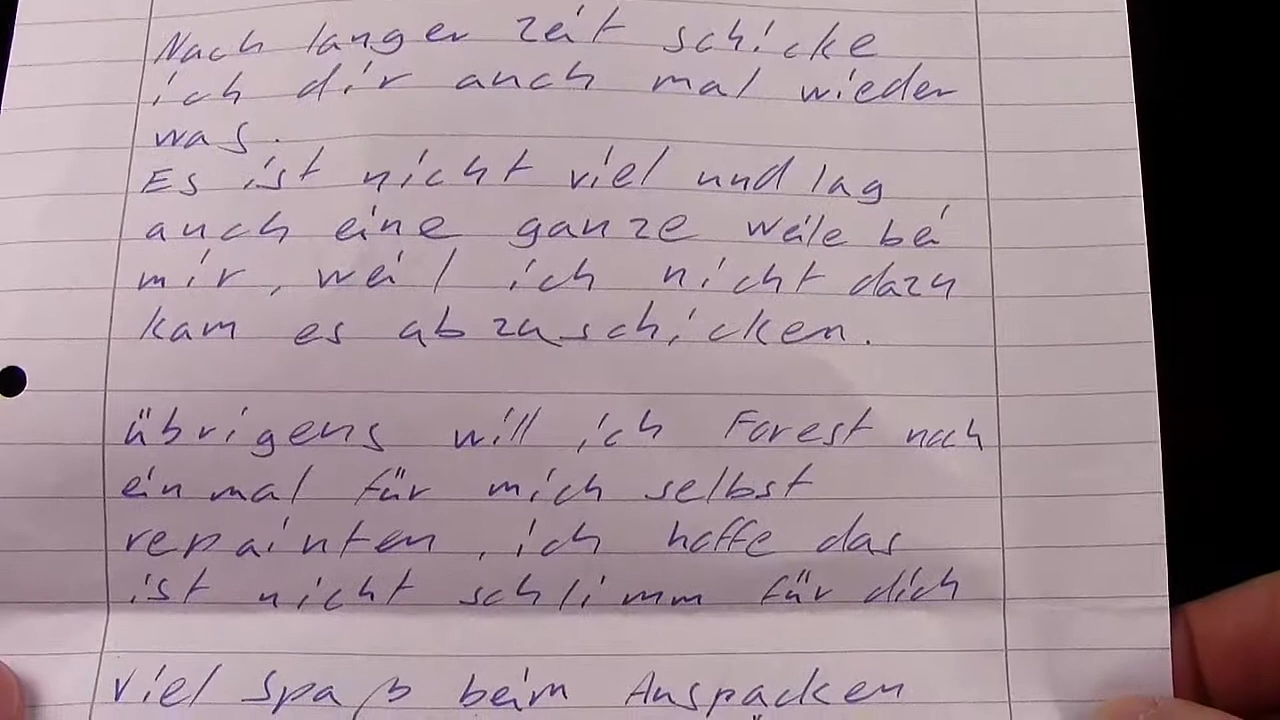 Nach langer zeit schicke
ich dir auch mal wieder
was.
Es ist nicht viel und lag
auch eine ganze weile bei
mir, weil ich nicht dazu
kam es abzuschicken.
übrigens will ich Forest noch
einmal für mich selbst
repainten, ich hoffe das
ist nicht schlimm für dich
Viel Spaß beim Auspacken